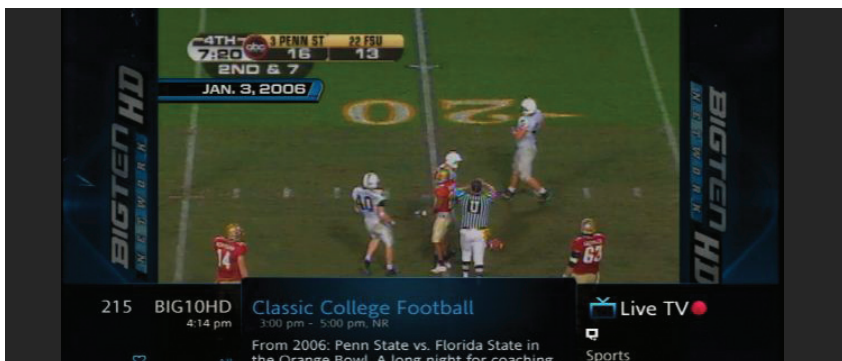 4TH abc 3 PENN ST 22 FSU
7:20 16 13
2ND & 7
JAN. 3, 2006
BIGTEN HD
NETWORK
BIGTEN HD
NETWORK
20
40
U
14
63
215 BIG10HD
4:14 pm
Classic College Football
3:00 pm - 5:00 pm, NR
From 2006: Penn State vs. Florida State in
the Orange Bowl. A long night for coaching
Live TV
Sports